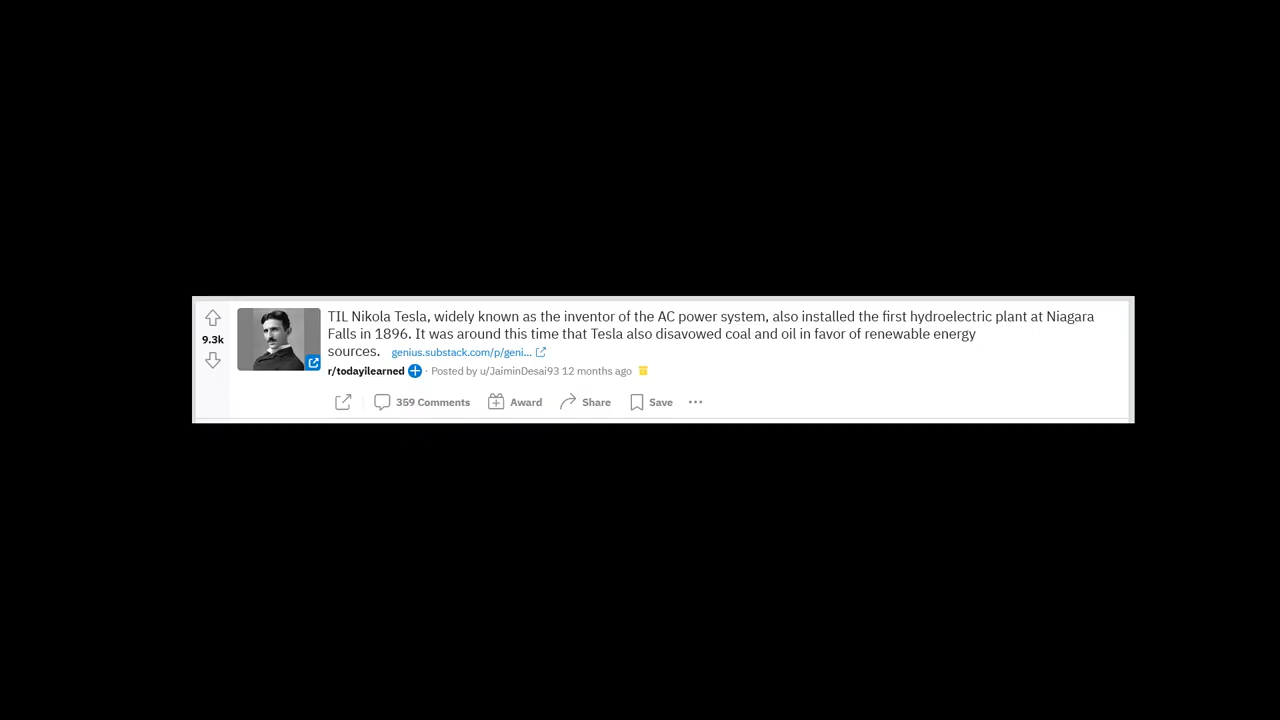 TIL Nikola Tesla, widely known as the inventor of the AC power system, also installed the first hydroelectric plant at Niagara
Falls in 1896. It was around this time that Tesla also disavowed coal and oil in favor of renewable energy
9.3k
sources. genius.substack.com/p/geni...
r/todayilearned · Posted by u/JaiminDesai93 12 months ago
359 Comments Award Share Save ...